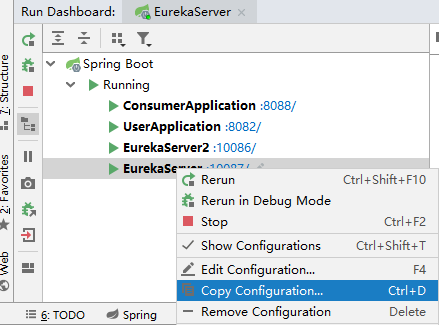 Run Dashboard: EurekaServer
7: Structure
Spring Boot
Running
ConsumerApplication :8088/
UserApplication :8082/
EurekaServer2 :10086/
EurekaServer :10087/
2: Favorites
Web
Rerun Ctrl+Shift+F10
Rerun in Debug Mode
Stop Ctrl+F2
Show Configurations Ctrl+Shift+T
Edit Configuration... F4
Copy Configuration... Ctrl+D
Remove Configuration Delete
6: TODO Spring